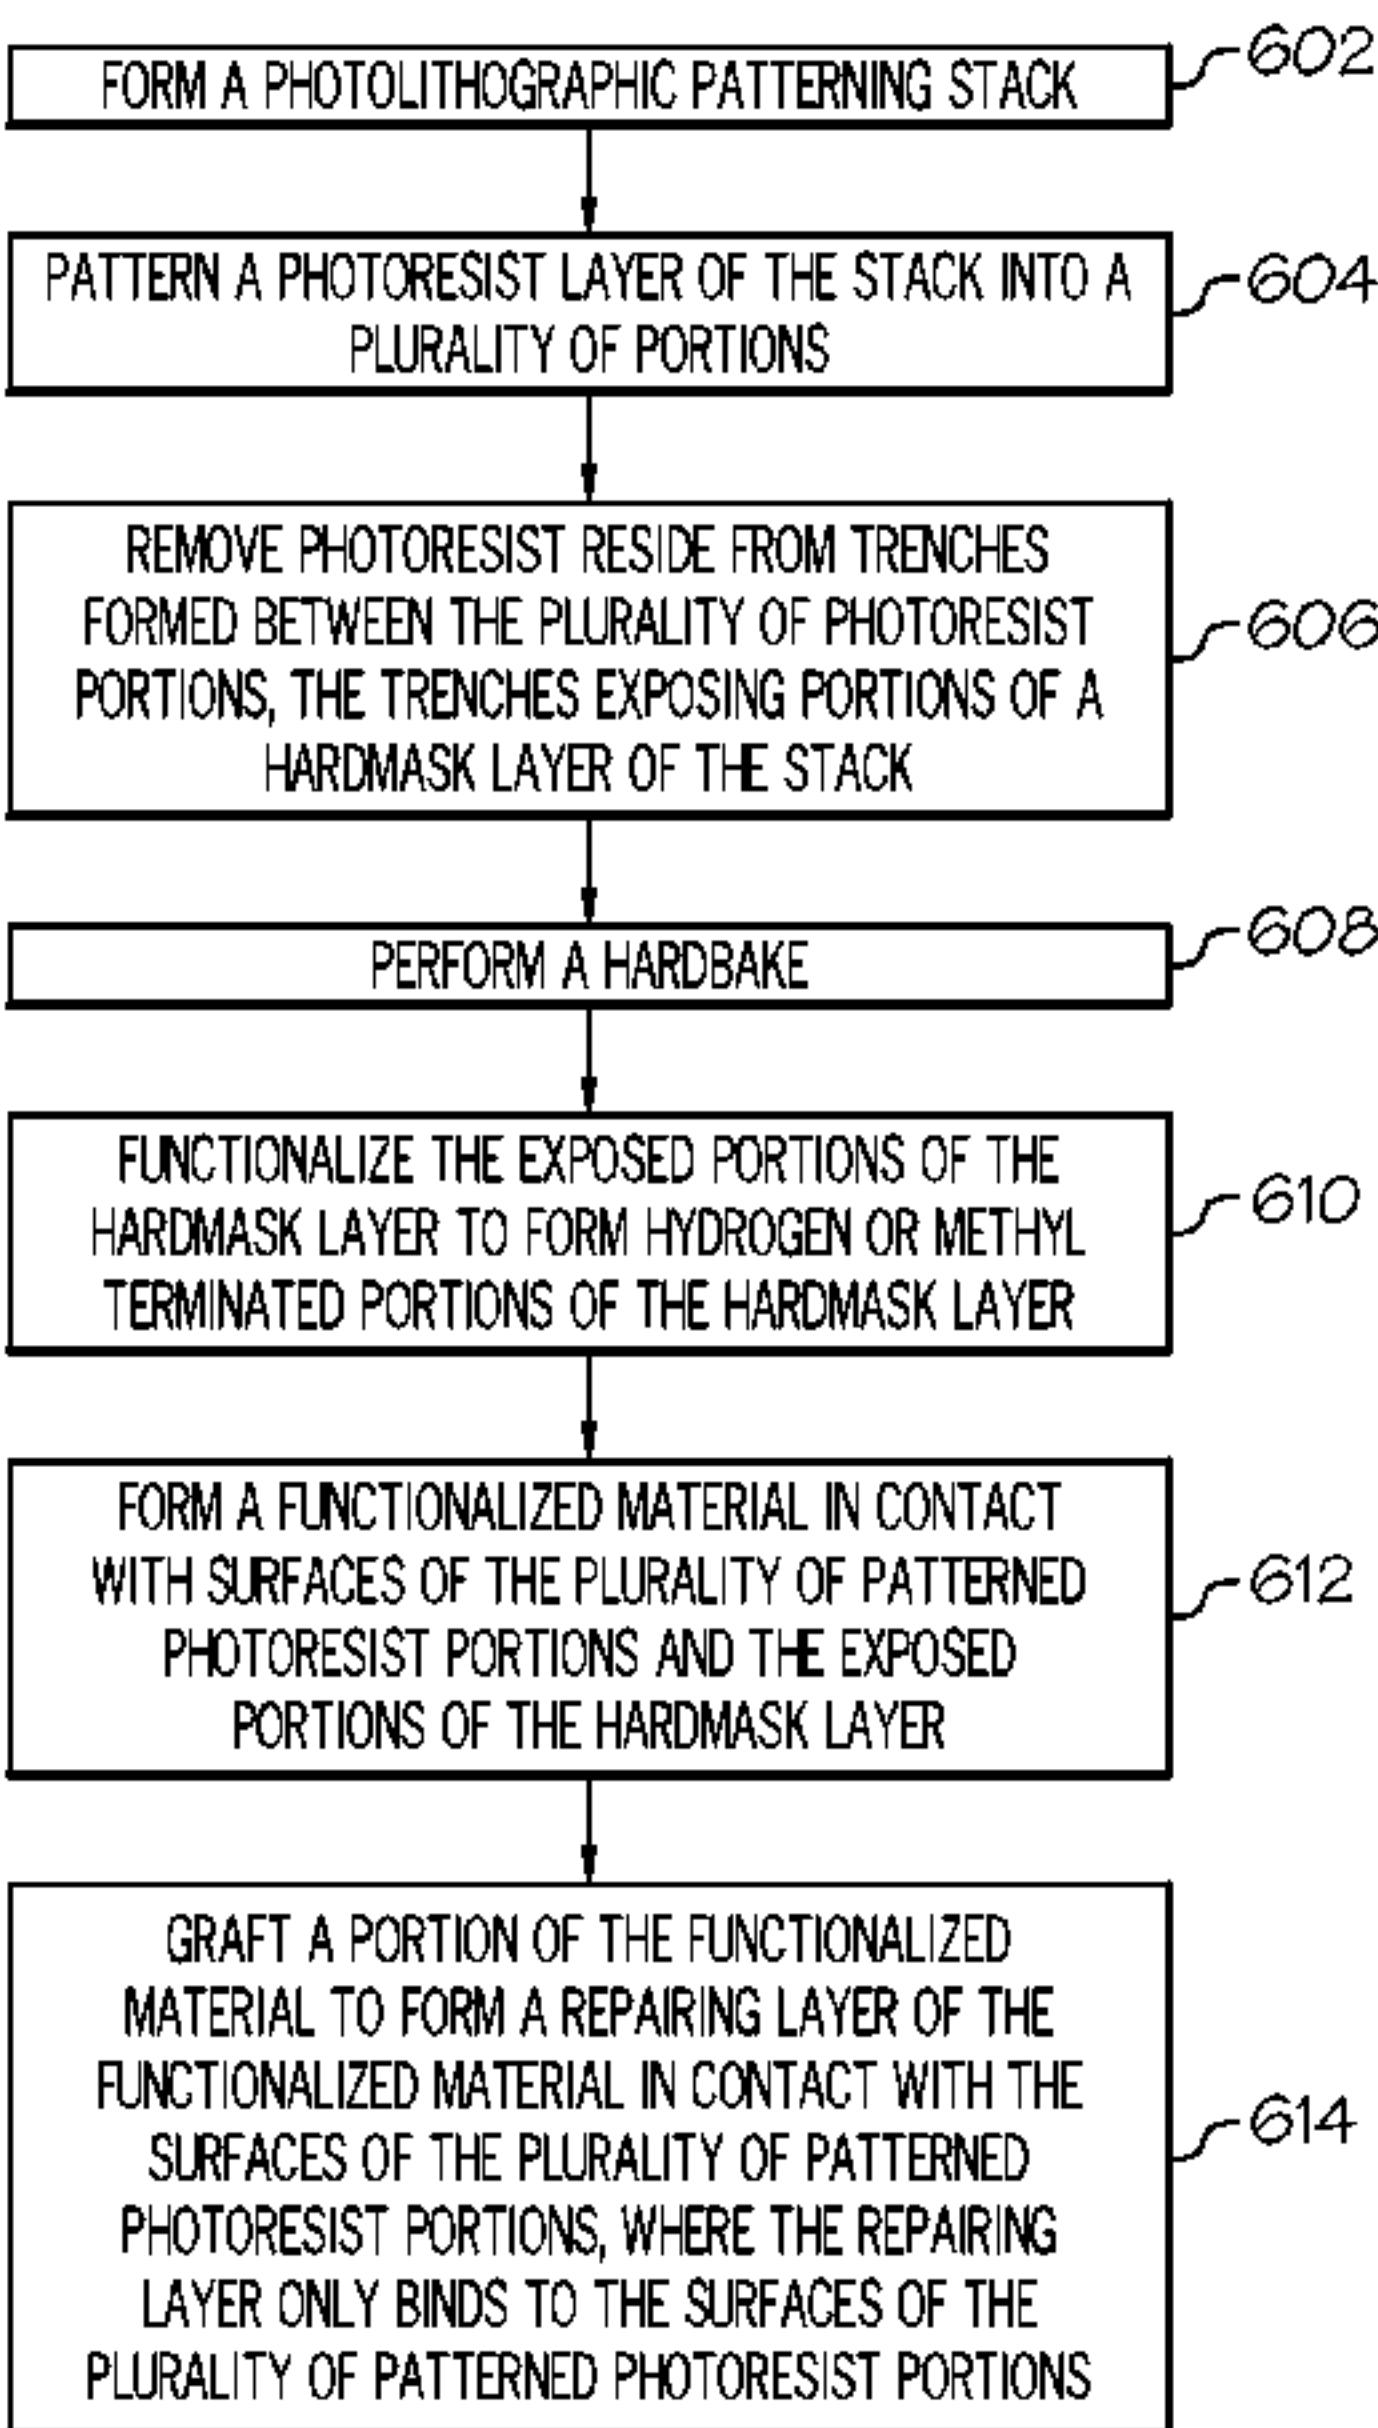 602
FORM A PHOTOLITHOGRAPHIC PATTERNING STACK
604
PATTERN A PHOTORESIST LAYER OF THE STACK INTO A
PLURALITY OF PORTIONS
606
REMOVE PHOTORESIST RESIDE FROM TRENCHES
FORMED BETWEEN THE PLURALITY OF PHOTORESIST
PORTIONS, THE TRENCHES EXPOSING PORTIONS OF A
HARDMASK LAYER OF THE STACK
608
PERFORM A HARDBAKE
610
FUNCTIONALIZE THE EXPOSED PORTIONS OF THE
HARDMASK LAYER TO FORM HYDROGEN OR METHYL
TERMINATED PORTIONS OF THE HARDMASK LAYER
612
FORM A FUNCTIONALIZED MATERIAL IN CONTACT
WITH SURFACES OF THE PLURALITY OF PATTERNED
PHOTORESIST PORTIONS AND THE EXPOSED
PORTIONS OF THE HARDMASK LAYER
614
GRAFT A PORTION OF THE FUNCTIONALIZED
MATERIAL TO FORM A REPAIRING LAYER OF THE
FUNCTIONALIZED MATERIAL IN CONTACT WITH THE
SURFACES OF THE PLURALITY OF PATTERNED
PHOTORESIST PORTIONS, WHERE THE REPAIRING
LAYER ONLY BINDS TO THE SURFACES OF THE
PLURALITY OF PATTERNED PHOTORESIST PORTIONS